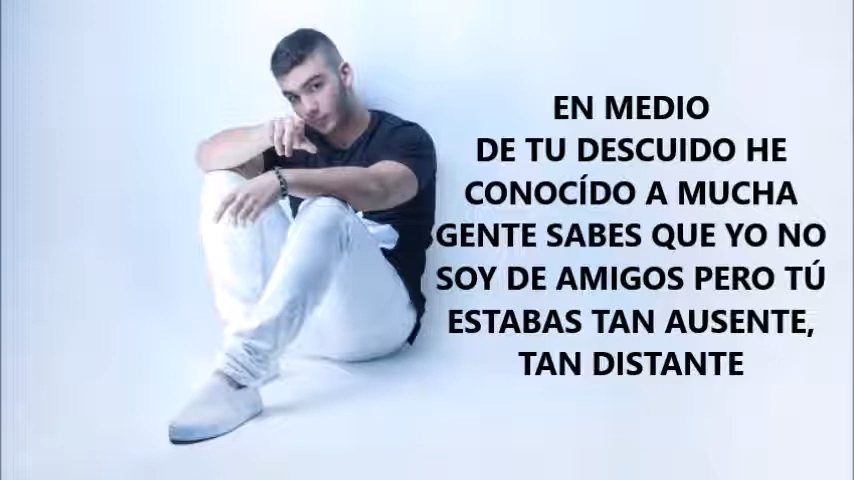 EN MEDIO
DE TU DESCUIDO HE
CONOCÍDO A MUCHA
GENTE SABES QUE YO NO
SOY DE AMIGOS PERO TÚ
ESTABAS TAN AUSENTE,
TAN DISTANTE